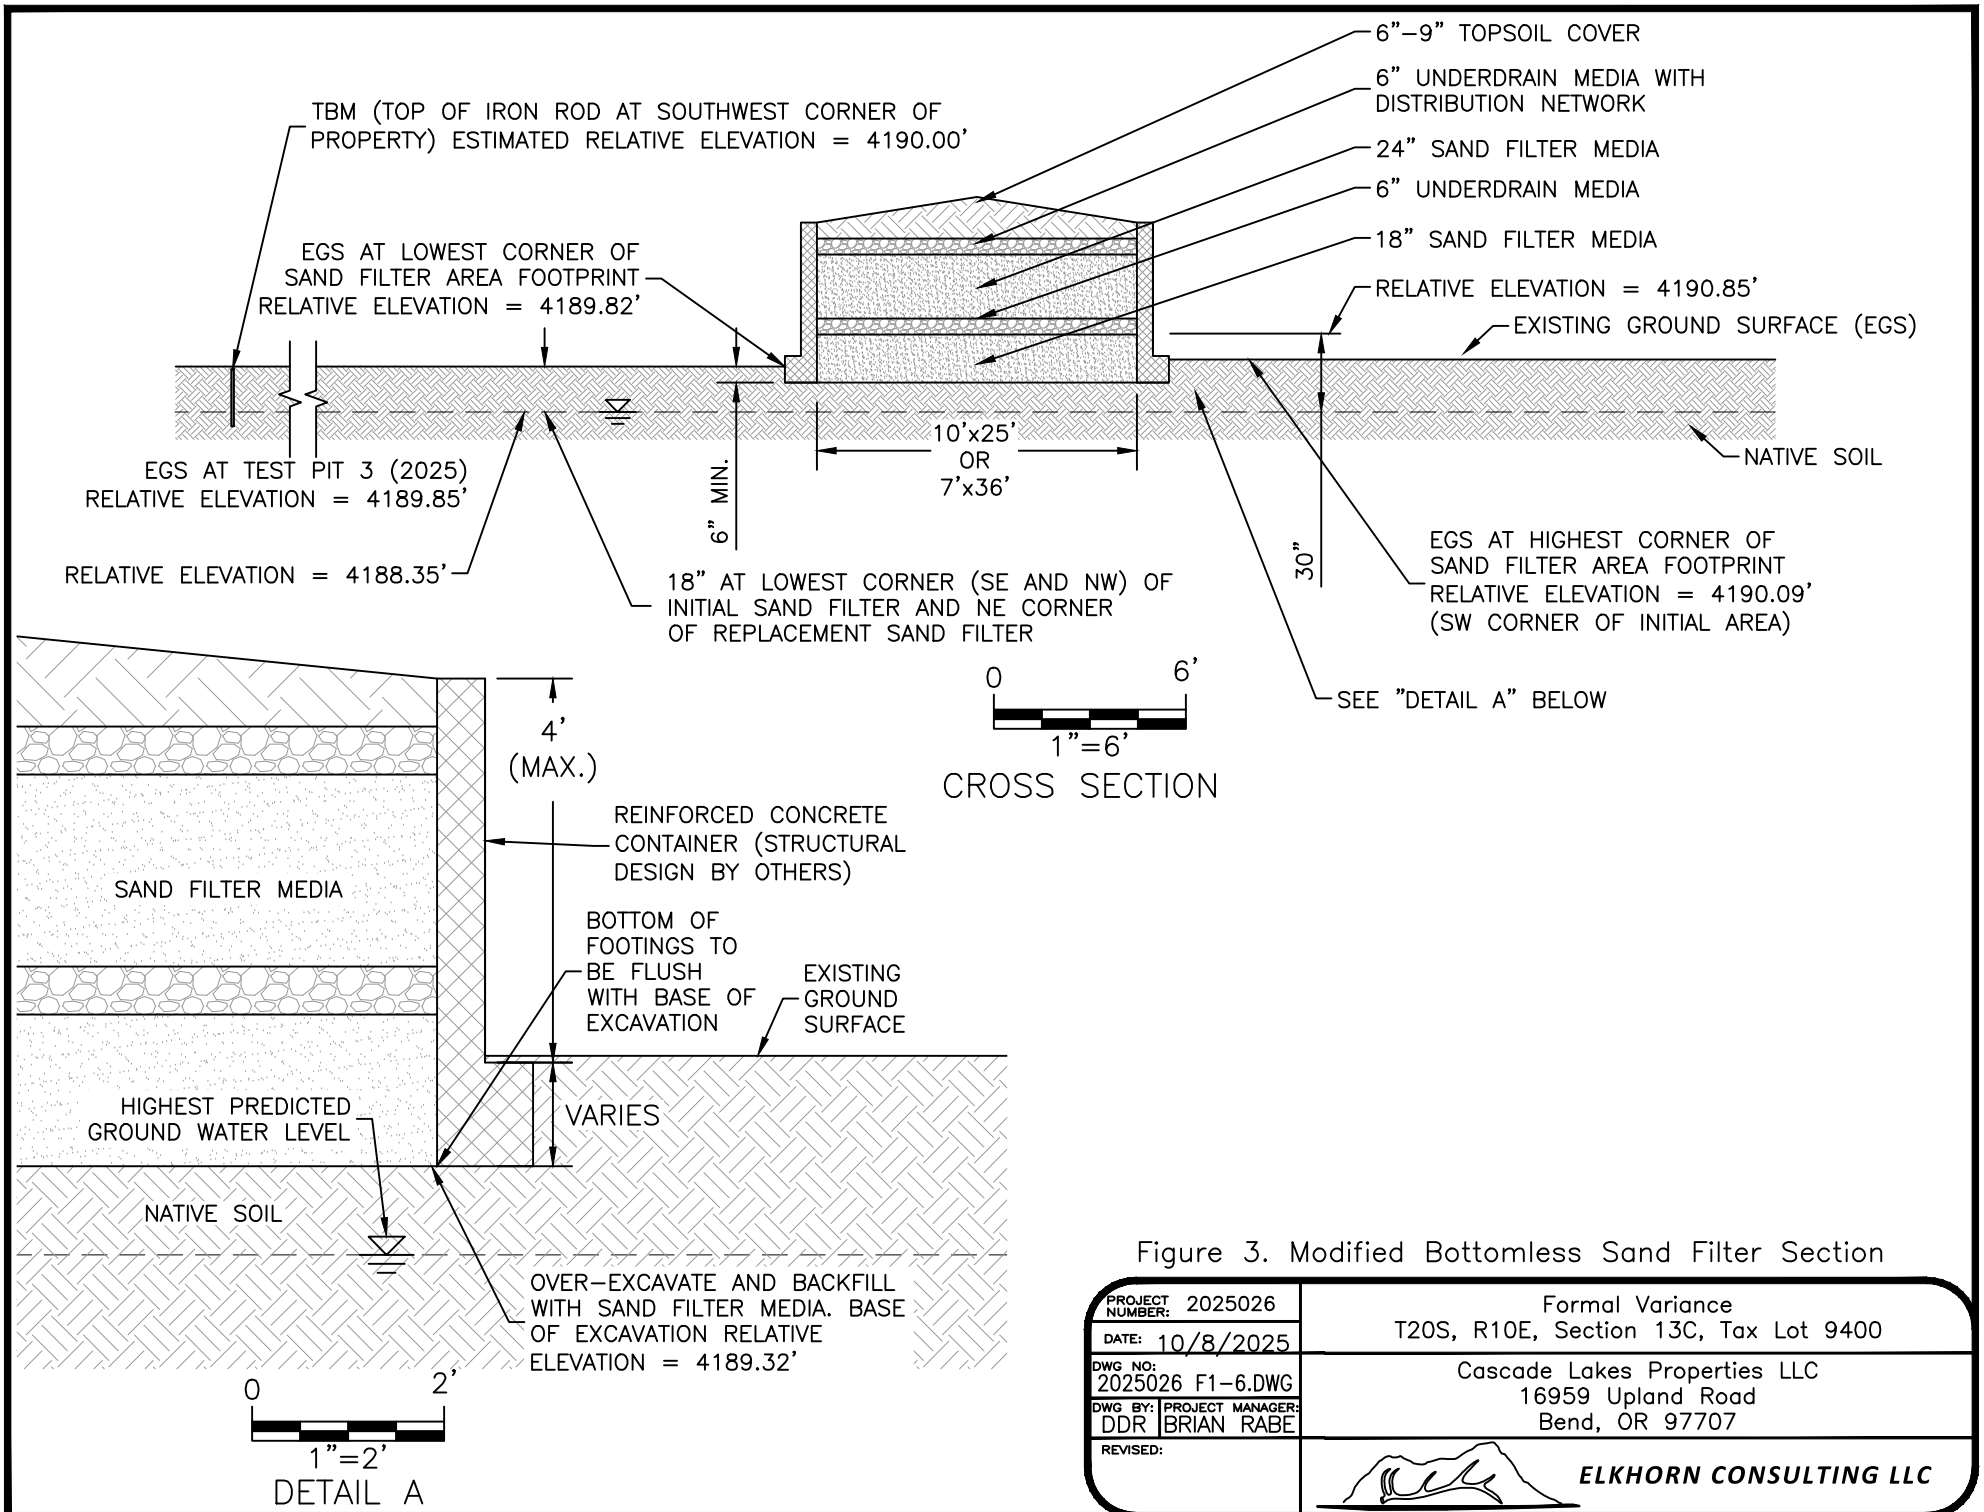 6”–9” TOPSOIL COVER
6” UNDERDRAIN MEDIA WITH
DISTRIBUTION NETWORK
24” SAND FILTER MEDIA
6” UNDERDRAIN MEDIA
18” SAND FILTER MEDIA
RELATIVE ELEVATION = 4190.85’
EXISTING GROUND SURFACE (EGS)
TBM (TOP OF IRON ROD AT SOUTHWEST CORNER OF
PROPERTY) ESTIMATED RELATIVE ELEVATION = 4190.00’
EGS AT LOWEST CORNER OF
SAND FILTER AREA FOOTPRINT
RELATIVE ELEVATION = 4189.82’
EGS AT TEST PIT 3 (2025)
RELATIVE ELEVATION = 4189.85’
RELATIVE ELEVATION = 4188.35’
6” MIN.
10’x25’
OR
7’x36’
30”
NATIVE SOIL
18” AT LOWEST CORNER (SE AND NW) OF
INITIAL SAND FILTER AND NE CORNER
OF REPLACEMENT SAND FILTER
EGS AT HIGHEST CORNER OF
SAND FILTER AREA FOOTPRINT
RELATIVE ELEVATION = 4190.09’
(SW CORNER OF INITIAL AREA)
SEE ”DETAIL A” BELOW
0 6’
1”=6’
CROSS SECTION
4’
(MAX.)
REINFORCED CONCRETE
CONTAINER (STRUCTURAL
DESIGN BY OTHERS)
SAND FILTER MEDIA
BOTTOM OF
FOOTINGS TO
BE FLUSH
WITH BASE OF
EXCAVATION
EXISTING
GROUND
SURFACE
HIGHEST PREDICTED
GROUND WATER LEVEL
VARIES
NATIVE SOIL
OVER–EXCAVATE AND BACKFILL
WITH SAND FILTER MEDIA. BASE
OF EXCAVATION RELATIVE
ELEVATION = 4189.32’
0 2’
1”=2’
DETAIL A
Figure 3. Modified Bottomless Sand Filter Section
PROJECT
NUMBER: 2025026
DATE: 10/8/2025
DWG NO:
2025026 F1–6.DWG
DWG BY: PROJECT MANAGER:
DDR BRIAN RABE
REVISED:
Formal Variance
T20S, R10E, Section 13C, Tax Lot 9400
Cascade Lakes Properties LLC
16959 Upland Road
Bend, OR 97707
ELKHORN CONSULTING LLC